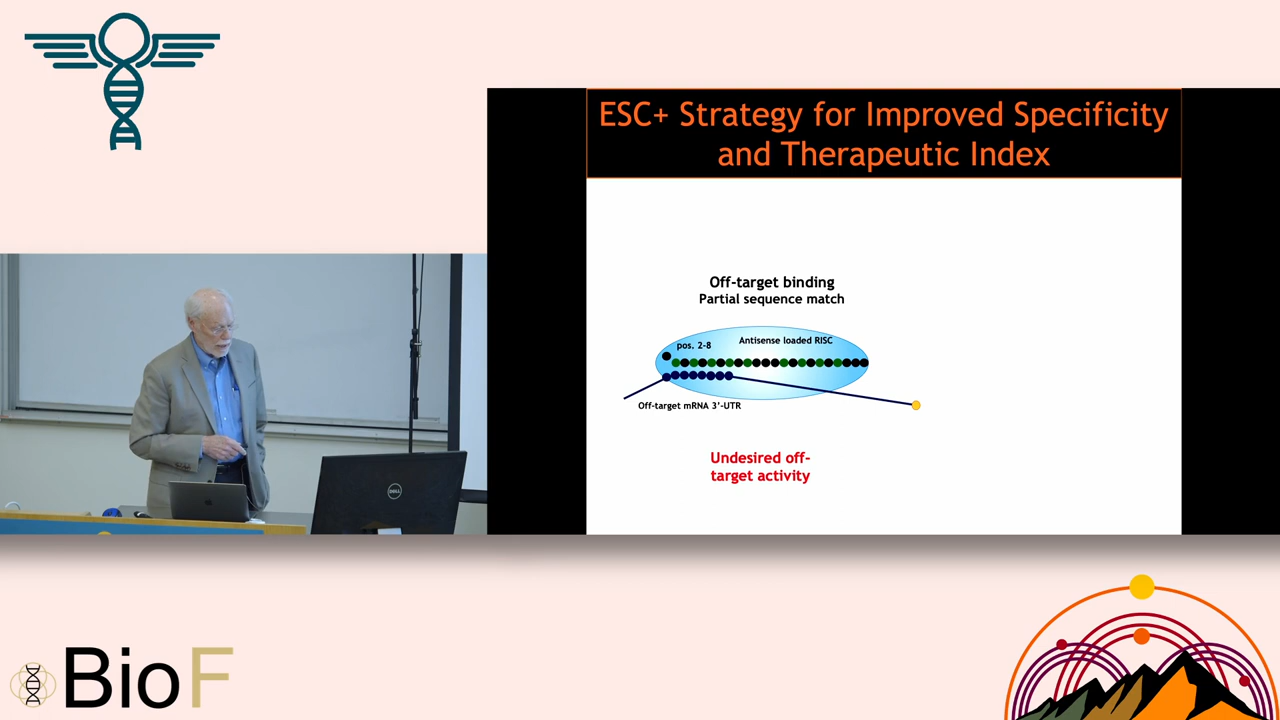 ESC+ Strategy for Improved Specificity
and Therapeutic Index
Off-target binding
Partial sequence match
pos. 2-8
Antisense loaded RISC
Off-target mRNA 3'-UTR
Undesired off-
target activity
DELL
BioF